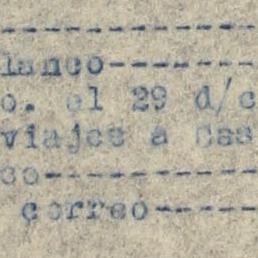 ------------
lanco-------
o. el 29 d/c
viajes a Cas
co----------
correo------